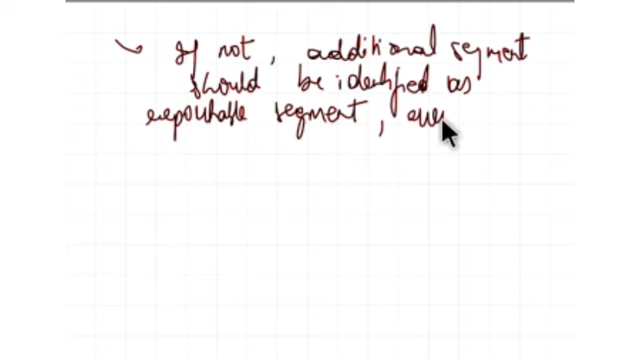 If not, additional segment
should be identified as
reportable segment, even